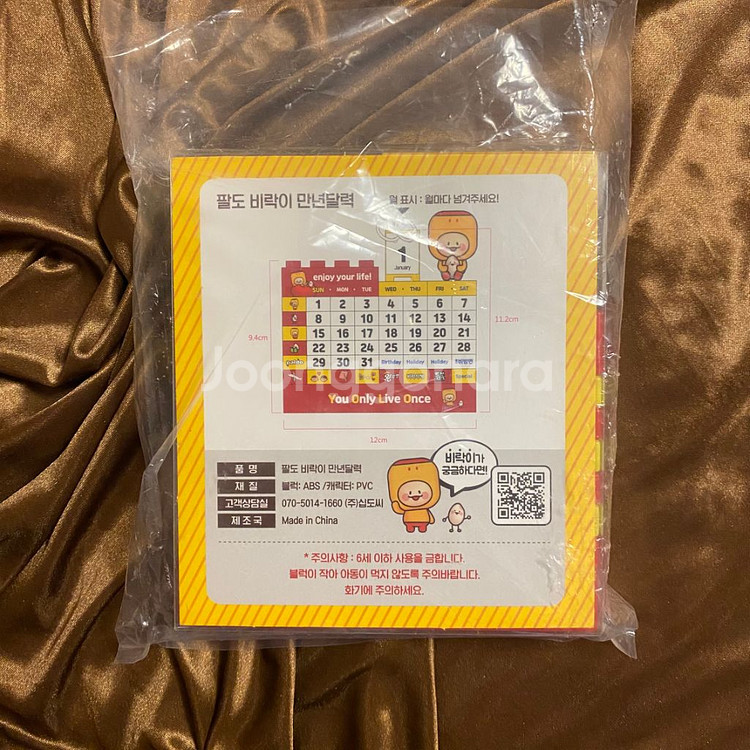 팔도 비락이 만년달력
월 표시 : 월마다 넘겨주세요!
1
January
enjoy your life!
SUN • MON • TUE WED • THU FRI • SAT
1 2 3 4 5 6 7
8 9 10 11 12 13 14
15 16 17 18 19 20 21
22 23 24 25 26 27 28
29 30 31 Birthday Holiday Holiday
Special
You Only Live Once
9.4cm
11.2cm
12cm
Joonggonara
품 명 팔도 비락이 만년달력
재 질 블럭: ABS /캐릭터: PVC
고객상담실 070-5014-1660 (주)십도씨
제조국 Made in China
비락이가
궁금하다면!
* 주의사항 : 6세 이하 사용을 금합니다.
블럭이 작아 아동이 먹지 않도록 주의바랍니다.
화기에 주의하세요.